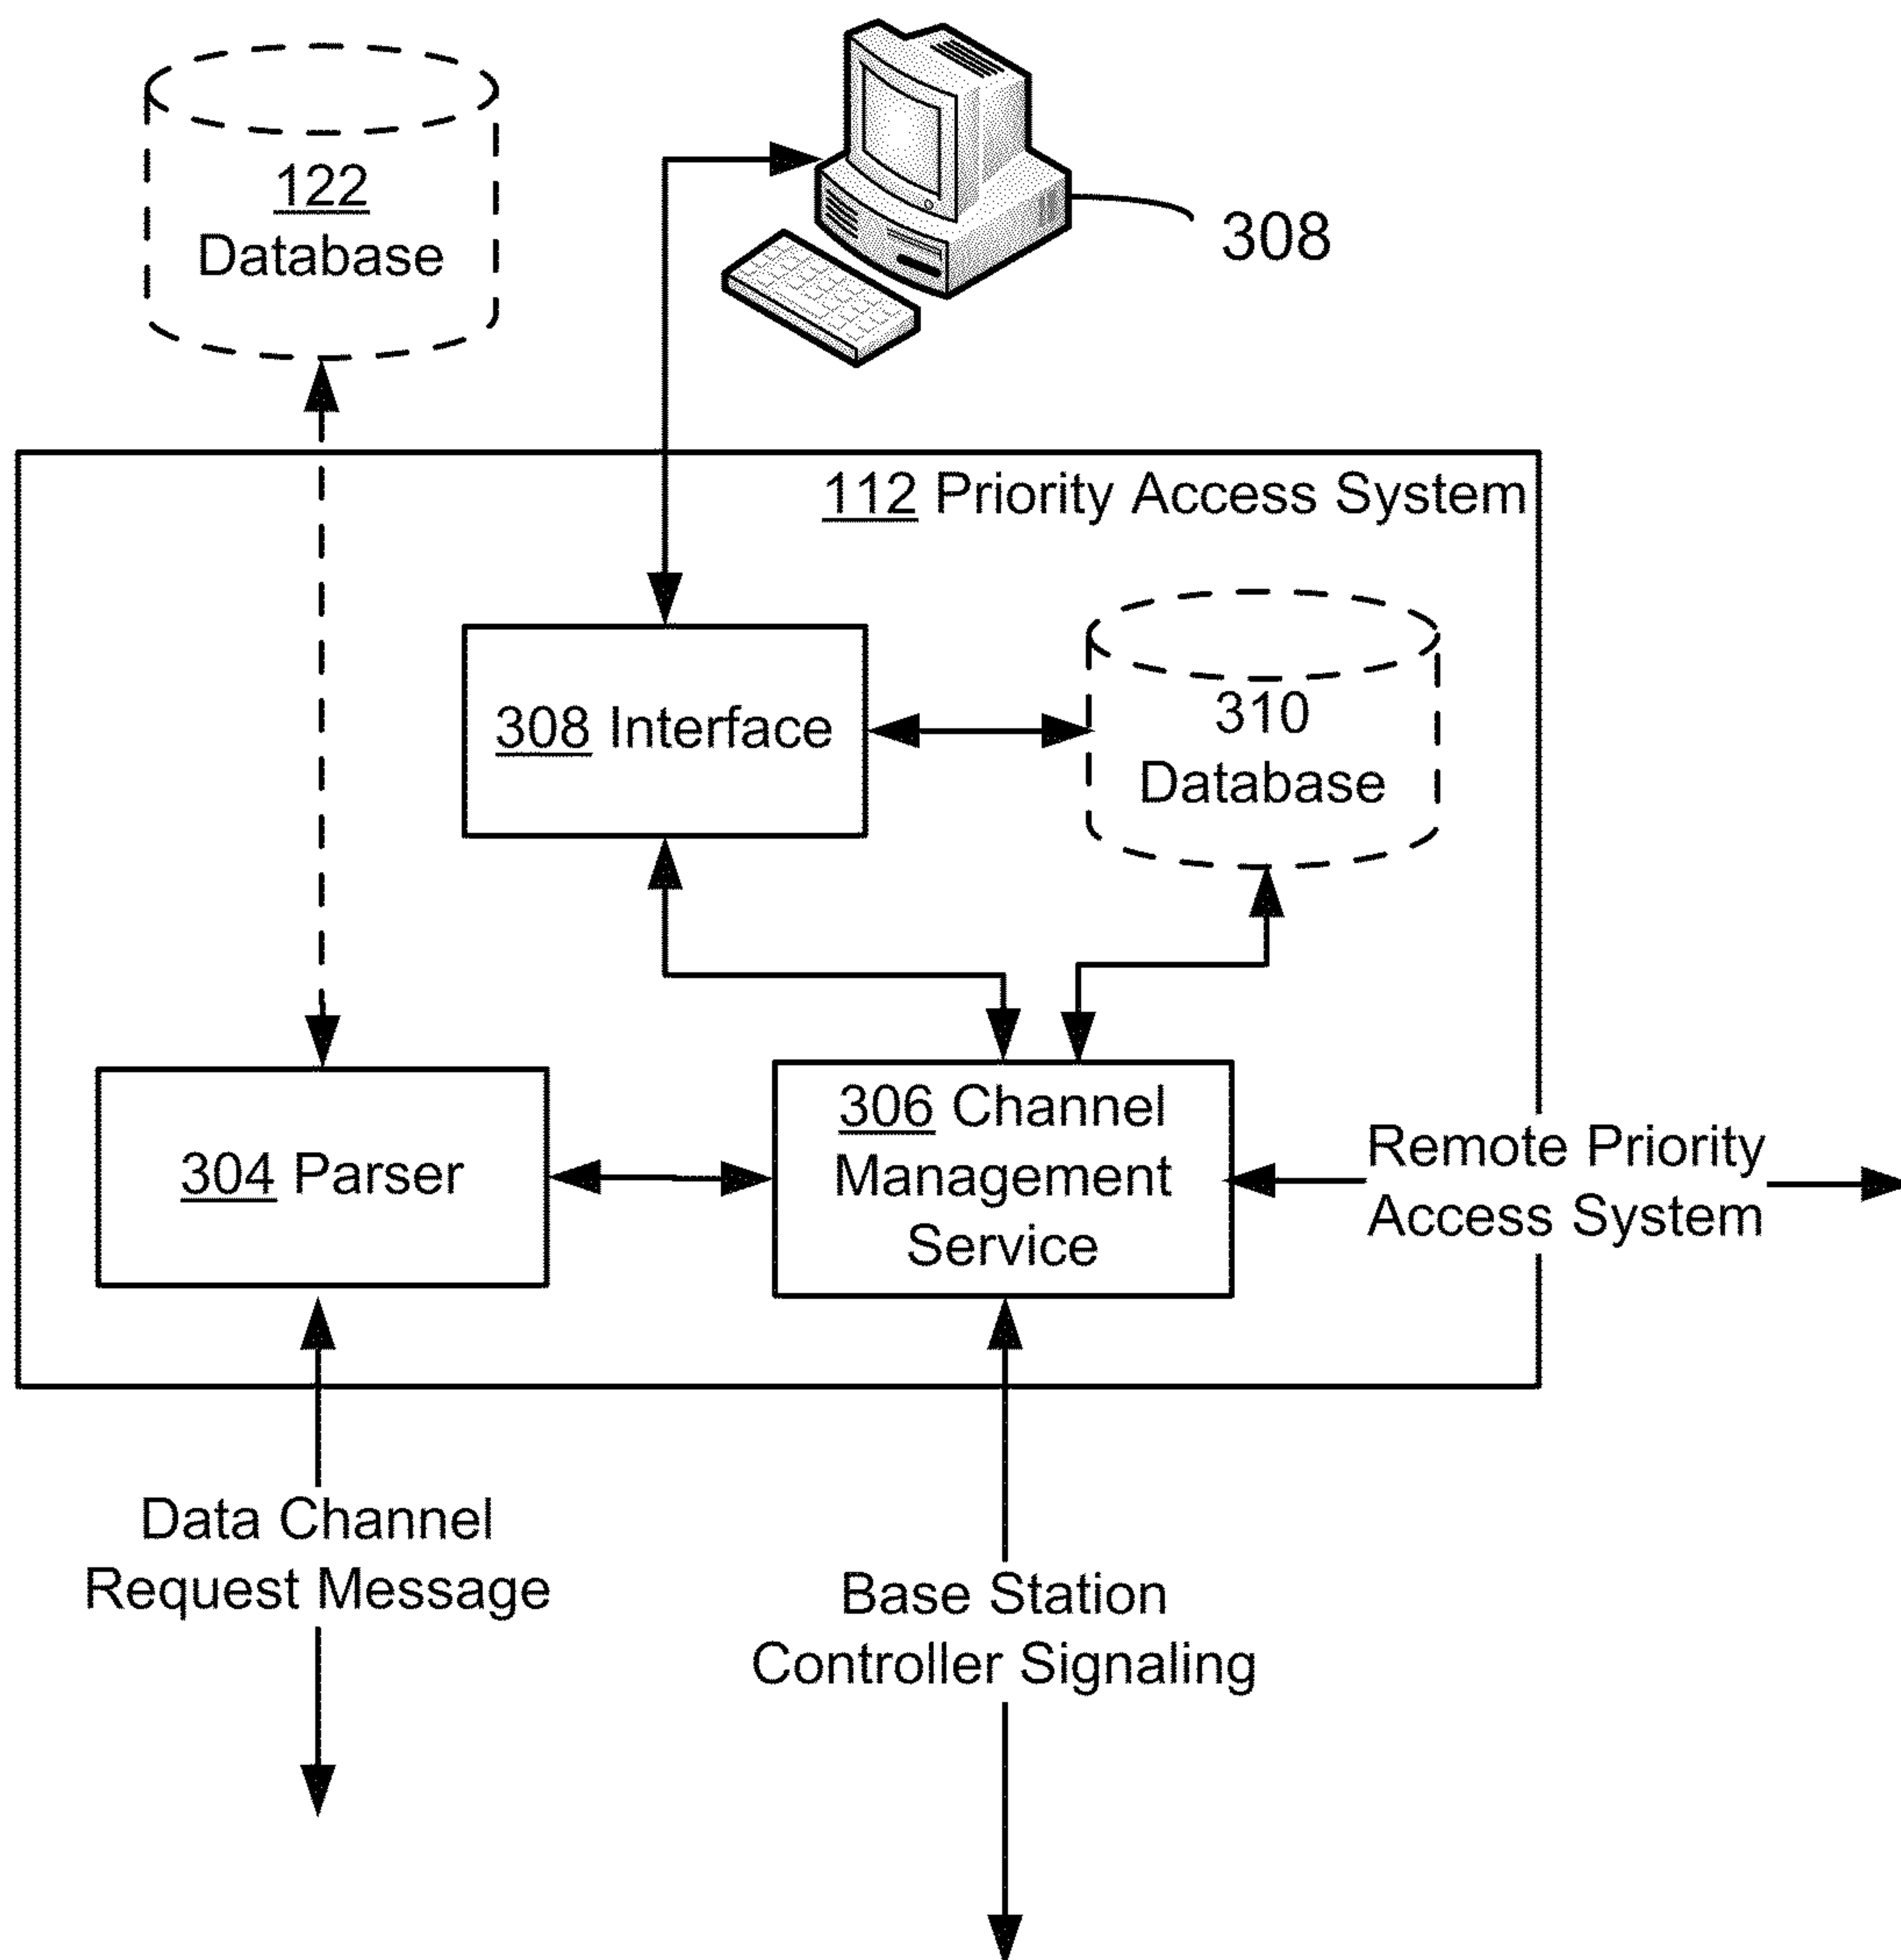 122
Database
308
112 Priority Access System
308 Interface
310
Database
304 Parser
306 Channel
Management
Service
Remote Priority
Access System
Data Channel
Request Message
Base Station
Controller Signaling